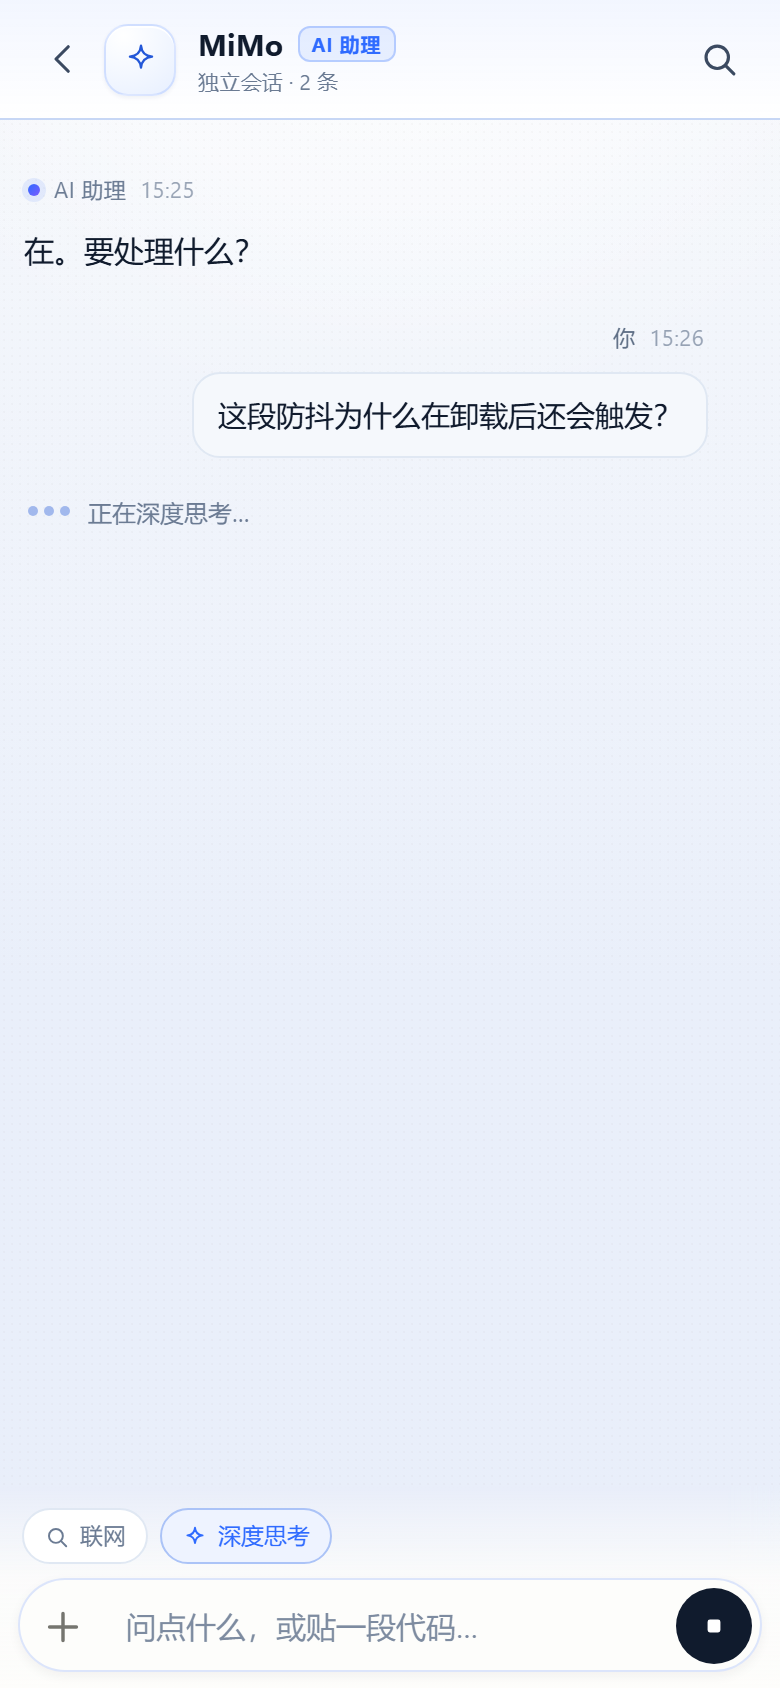 MiMo AI 助理
独立会话 · 2 条
AI 助理 15:25
在。要处理什么？
你 15:26
这段防抖为什么在卸载后还会触发？
正在深度思考...
联网 深度思考
问点什么，或贴一段代码...